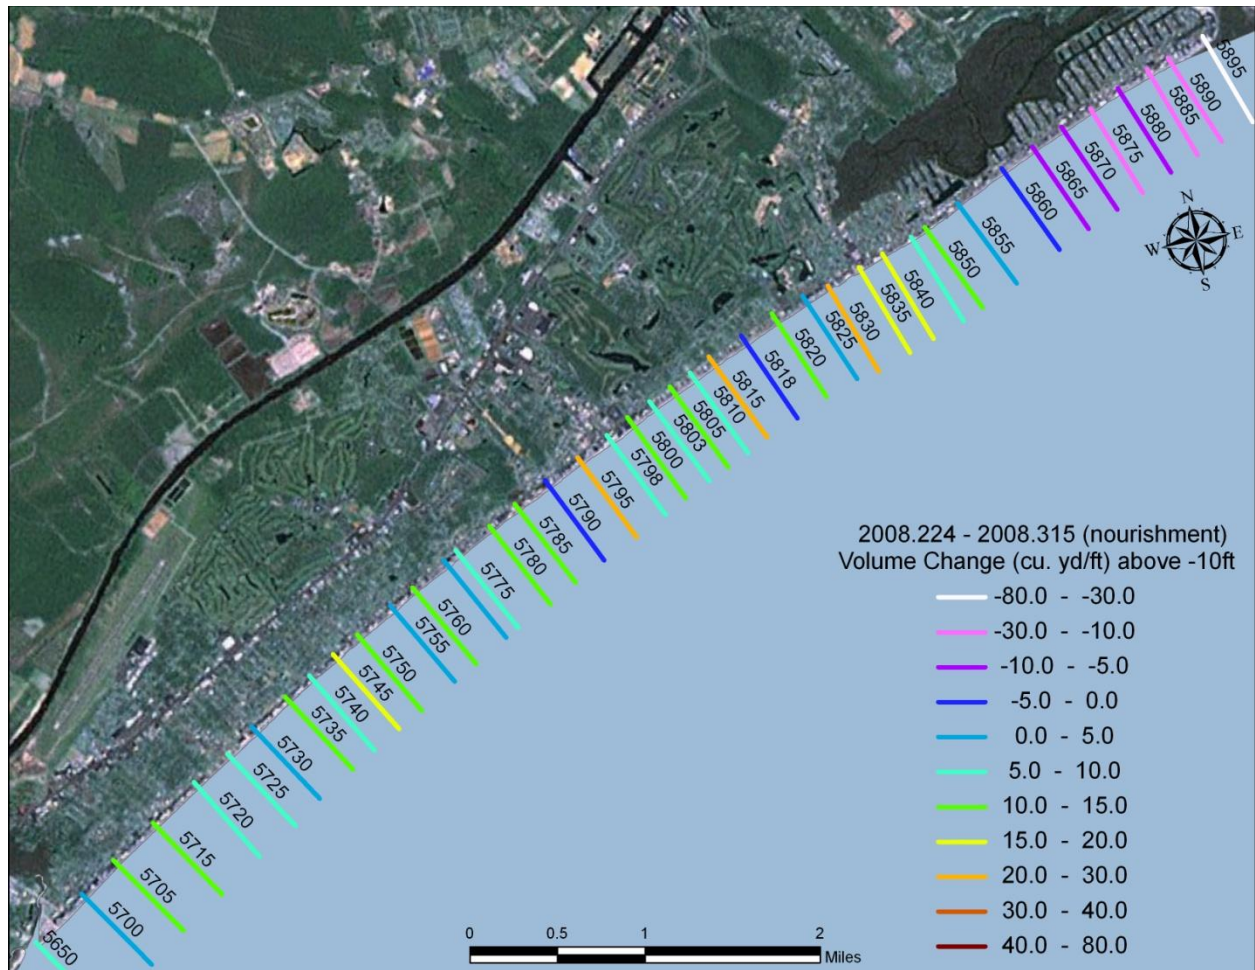 5895
5890
5885
5880
5875
5870
5865
5860
5855
5850
5840
5835
5830
5825
5820
5818
5815
5810
5805
5803
5800
5798
5795
5790
5785
5780
5775
5760
5755
5750
5745
5740
5735
5730
5725
5720
5715
5705
5700
5650
N
W E
S
2008.224 - 2008.315 (nourishment)
Volume Change (cu. yd/ft) above -10ft
-80.0 - -30.0
-30.0 - -10.0
-10.0 - -5.0
-5.0 - 0.0
0.0 - 5.0
5.0 - 10.0
10.0 - 15.0
15.0 - 20.0
20.0 - 30.0
30.0 - 40.0
40.0 - 80.0
0 0.5 1 2
Miles